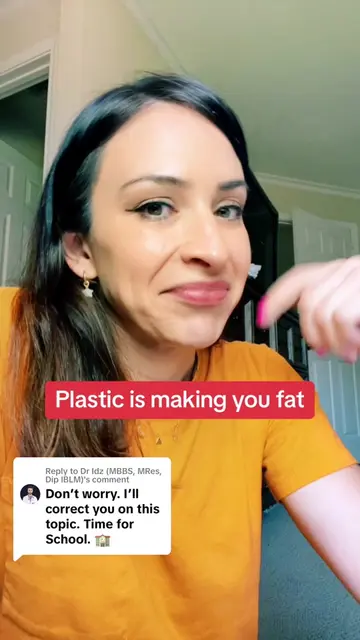 Plastic is making you fat
Reply to Dr Idz (MBBS, MRes,
Dip IBLM)'s comment
Don't worry. I'll
correct you on this
topic. Time for
School. 🏫